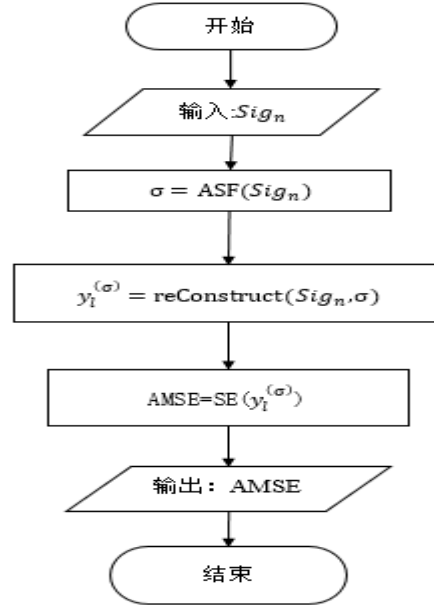 开始
输入:Sig_n
σ = ASF(Sig_n)
y_l^(σ) = reConstruct(Sig_n,σ)
AMSE=SE(y_l^(σ))
输出：AMSE
结束